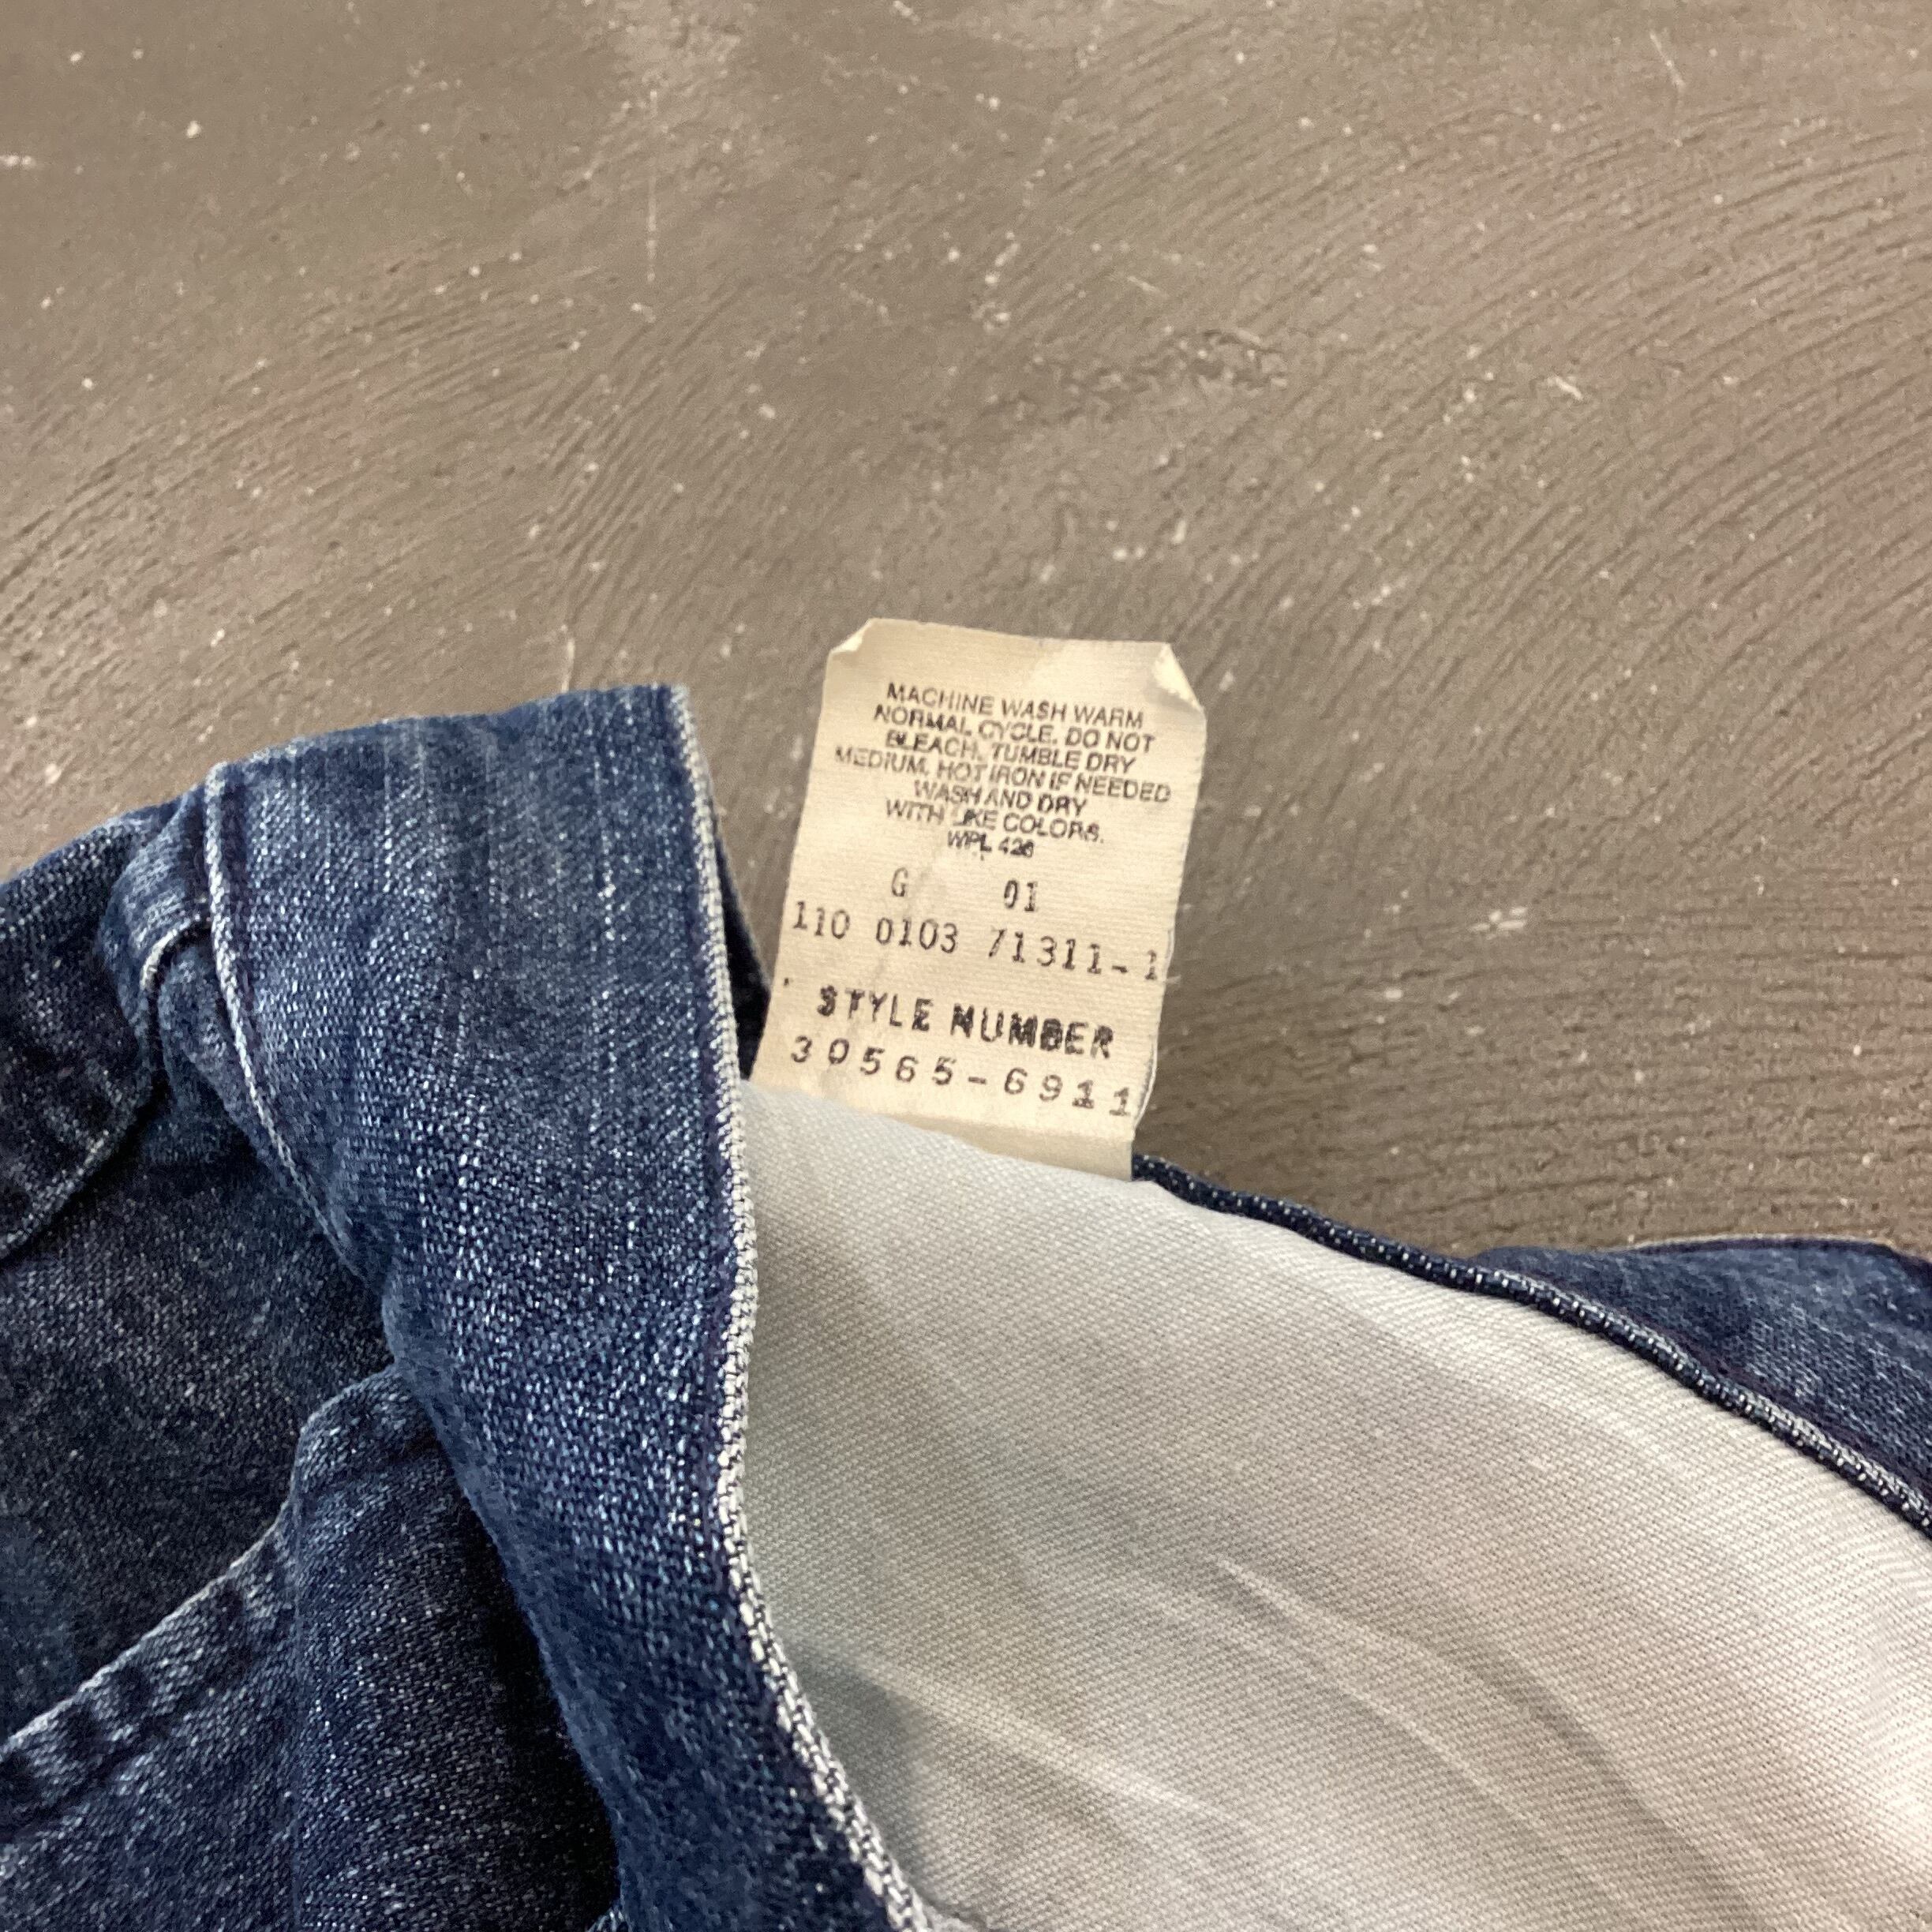 MACHINE WASH WARM
NORMAL CYCLE. DO NOT
BLEACH. TUMBLE DRY
MEDIUM. HOT IRON IF NEEDED
WASH AND DRY
WITH LIKE COLORS.
WPL 423
G 01
110 0103 71311-1
STYLE NUMBER
30565-6911